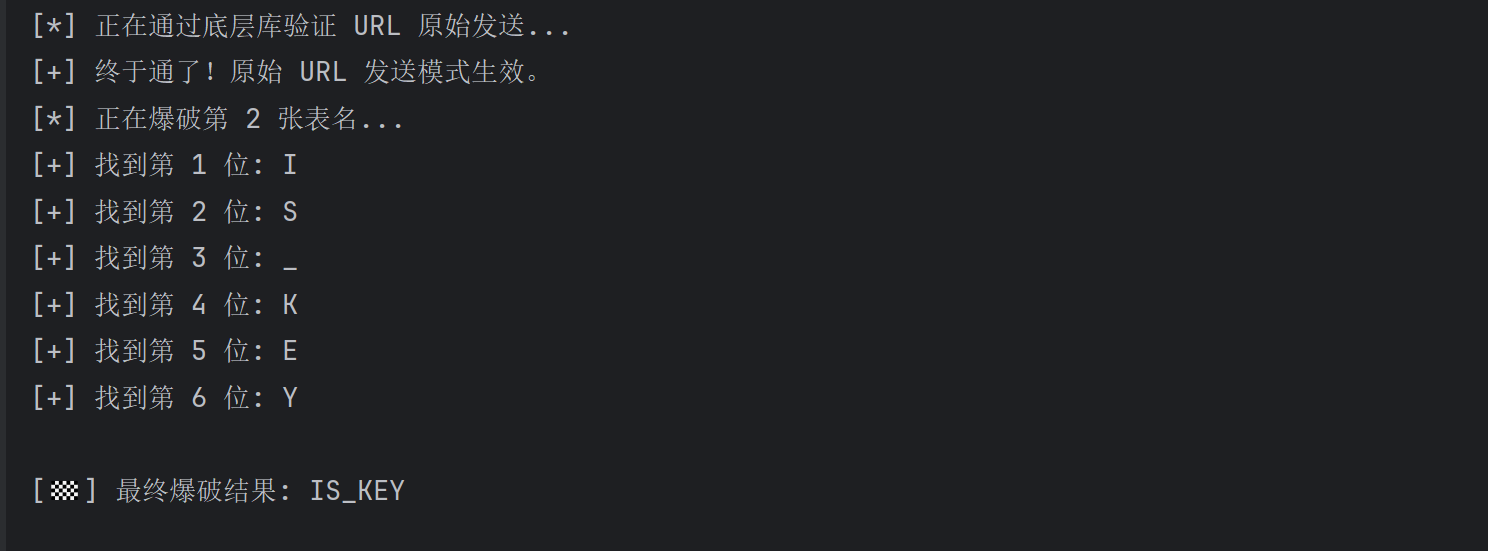 [*] 正在通过底层库验证 URL 原始发送...
[+] 终于通了！原始 URL 发送模式生效。
[*] 正在爆破第 2 张表名...
[+] 找到第 1 位: I
[+] 找到第 2 位: S
[+] 找到第 3 位: _
[+] 找到第 4 位: K
[+] 找到第 5 位: E
[+] 找到第 6 位: Y
[🏁] 最终爆破结果: IS_KEY